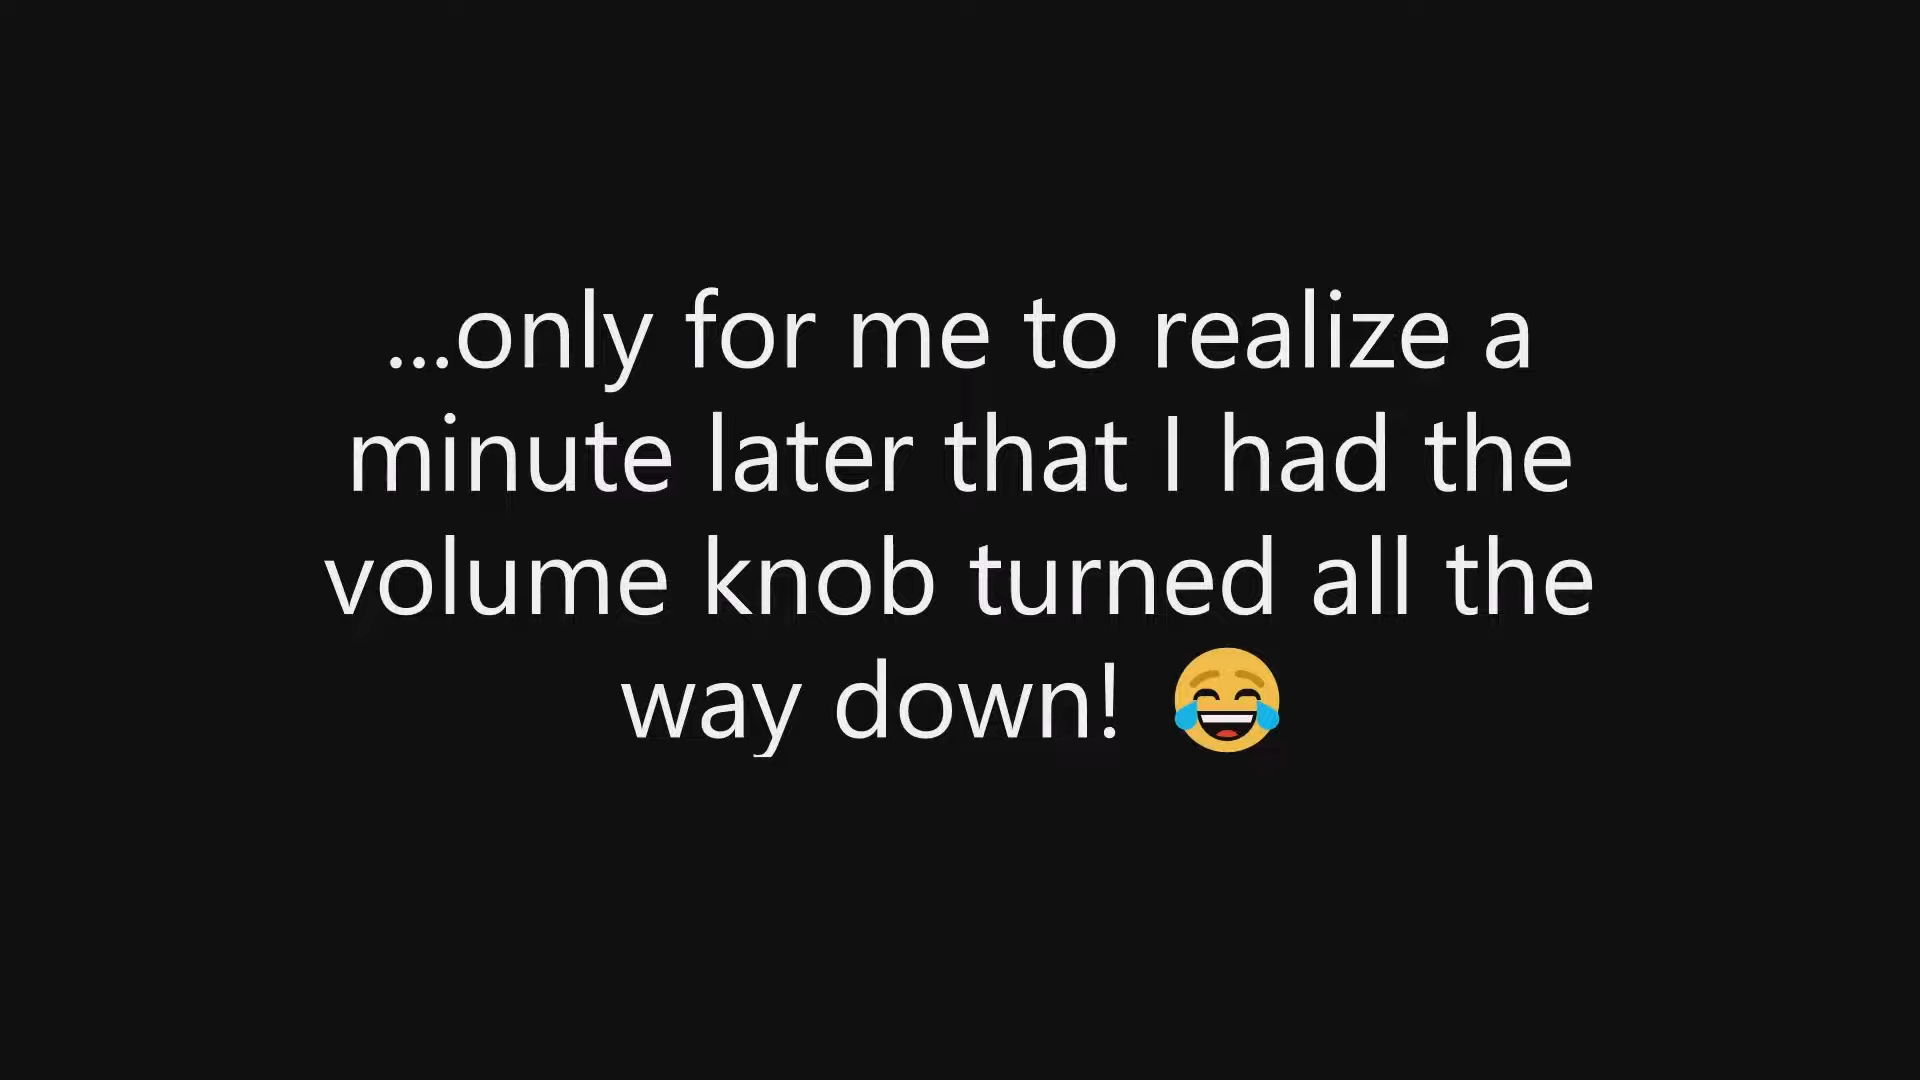 ...only for me to realize a
minute later that I had the
volume knob turned all the
way down! 😂